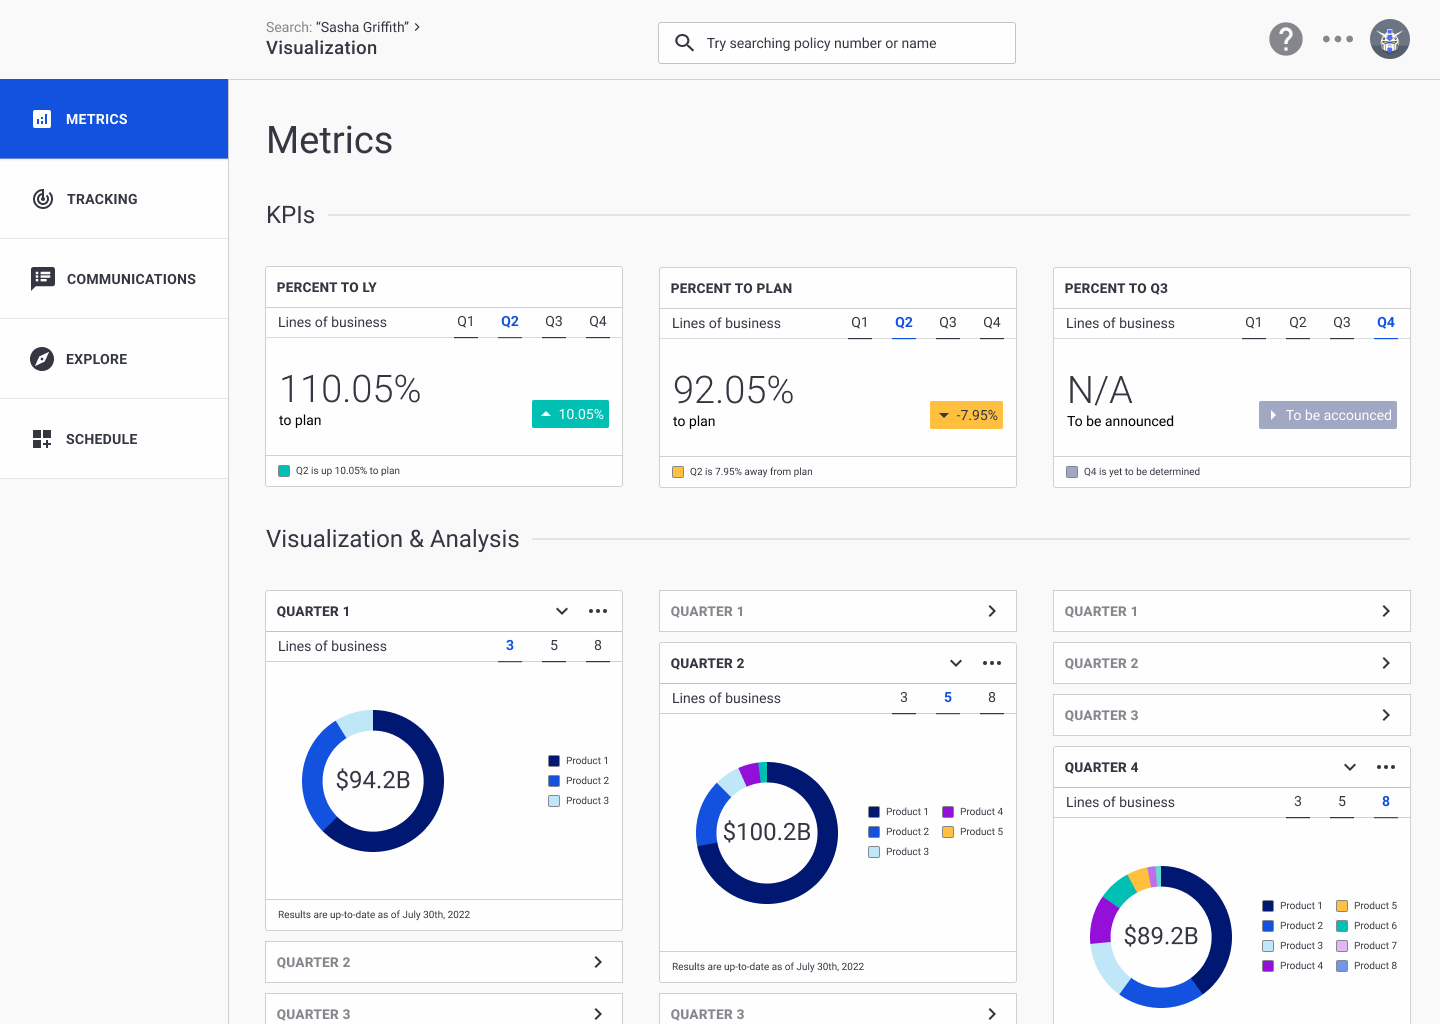 Search: “Sasha Griffith”
Visualization
Try searching policy number or name
?
METRICS
TRACKING
COMMUNICATIONS
EXPLORE
SCHEDULE
Metrics
KPIs
PERCENT TO LY
Lines of business Q1 Q2 Q3 Q4
110.05%
to plan
10.05%
Q2 is up 10.05% to plan
PERCENT TO PLAN
Lines of business Q1 Q2 Q3 Q4
92.05%
to plan
-7.95%
Q2 is 7.95% away from plan
PERCENT TO Q3
Lines of business Q1 Q2 Q3 Q4
N/A
To be announced
To be accounced
Q4 is yet to be determined
Visualization & Analysis
QUARTER 1
Lines of business 3 5 8
$94.2B
Product 1
Product 2
Product 3
Results are up-to-date as of July 30th, 2022
QUARTER 2
QUARTER 3
QUARTER 1
QUARTER 2
Lines of business 3 5 8
$100.2B
Product 1 Product 4
Product 2 Product 5
Product 3
Results are up-to-date as of July 30th, 2022
QUARTER 3
QUARTER 1
QUARTER 2
QUARTER 3
QUARTER 4
Lines of business 3 5 8
$89.2B
Product 1 Product 5
Product 2 Product 6
Product 3 Product 7
Product 4 Product 8